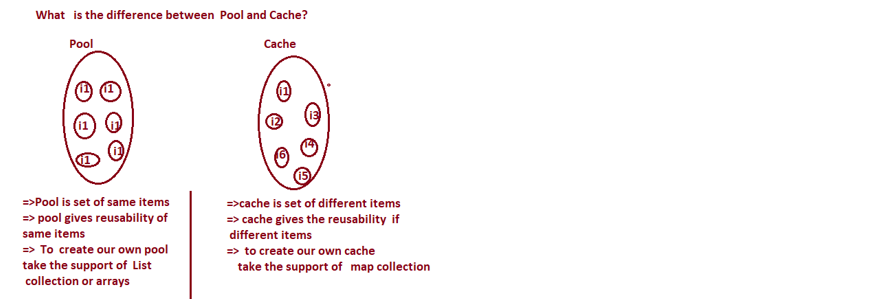 What is the difference between Pool and Cache?
Pool
i1 i1
i1 i1
i1 i1
=>Pool is set of same items
=> pool gives reusability of
same items
=> To create our own pool
take the support of List
collection or arrays
Cache
i1
i2 i3
i6 i4
i5
=>cache is set of different items
=> cache gives the reusability if
different items
=> to create our own cache
take the support of map collection